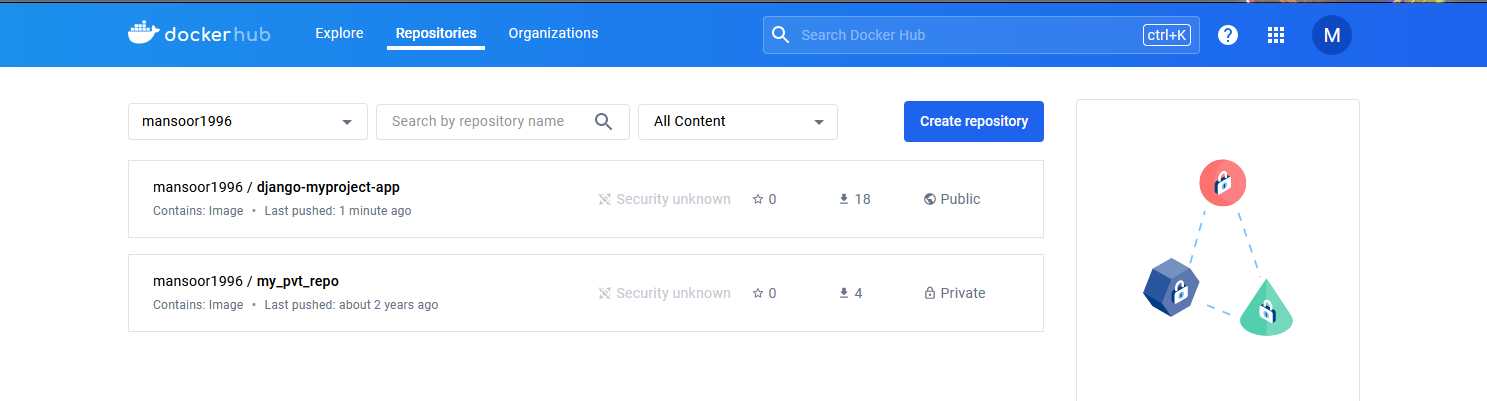 dockerhub Explore Repositories Organizations Search Docker Hub ctrl+K M
mansoor1996 Search by repository name All Content Create repository
mansoor1996 / django-myproject-app
Security unknown 0 18 Public
Contains: Image • Last pushed: 1 minute ago
mansoor1996 / my_pvt_repo
Security unknown 0 4 Private
Contains: Image • Last pushed: about 2 years ago